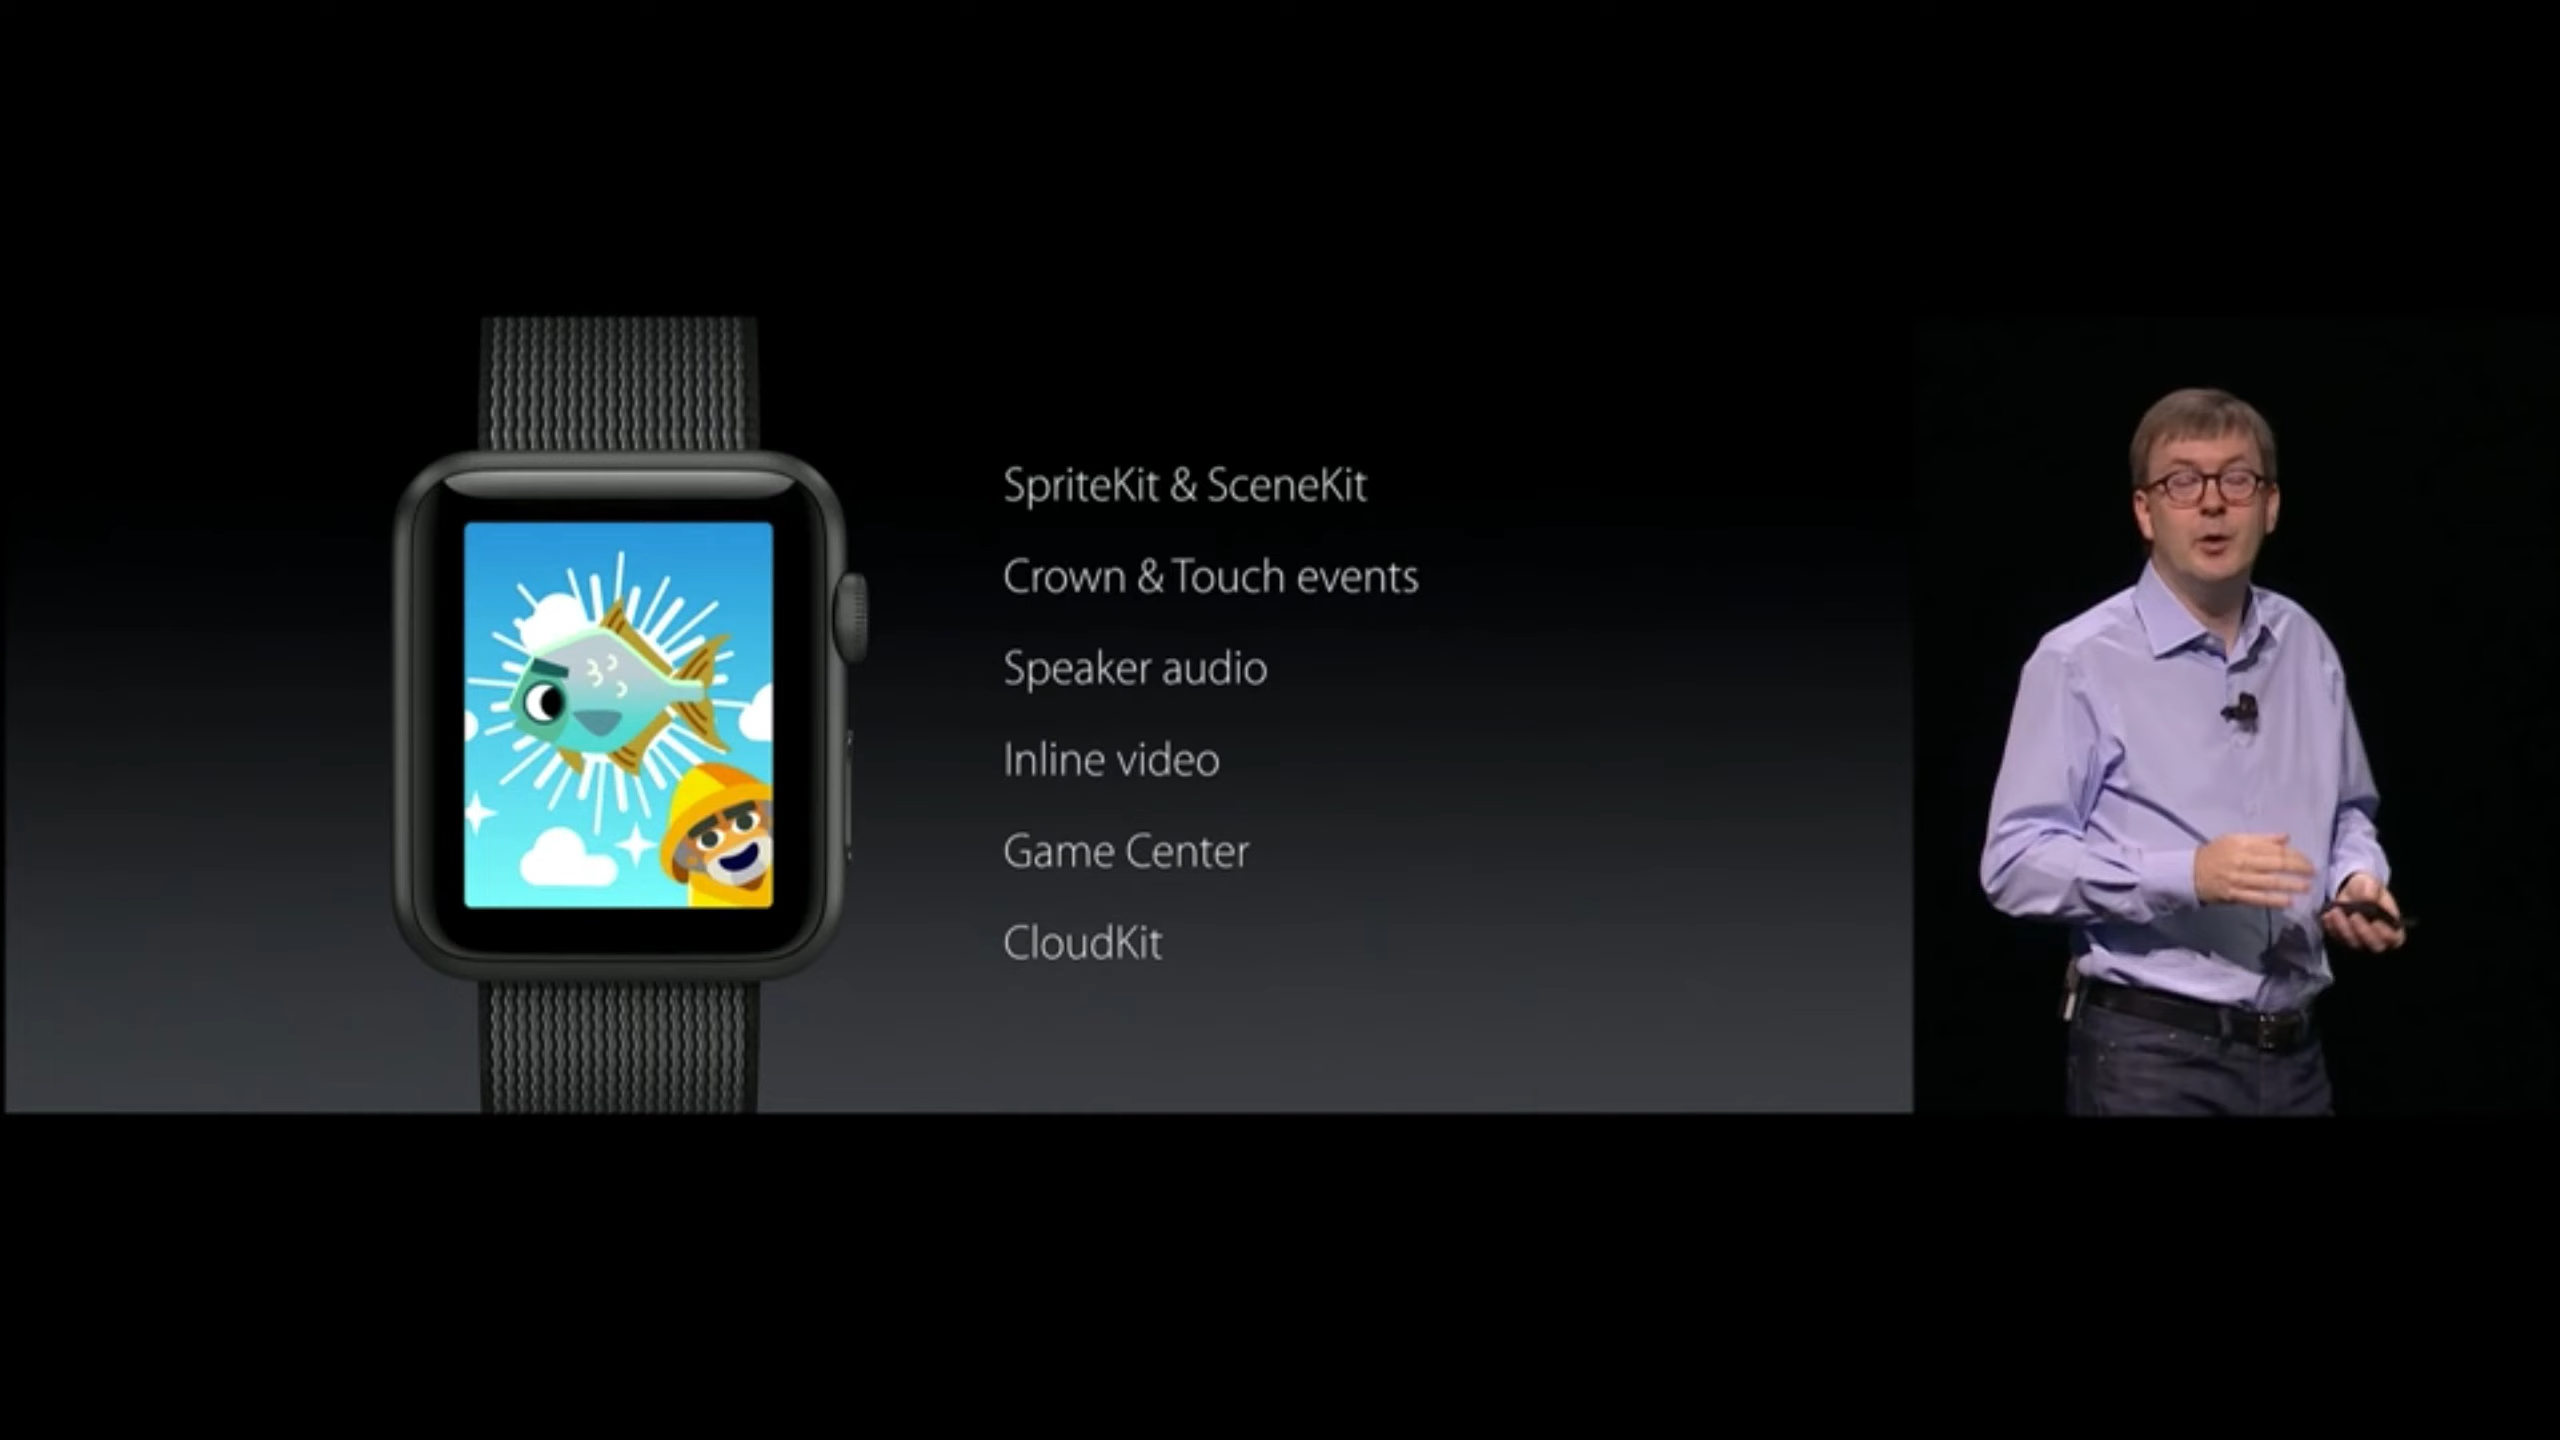 SpriteKit & SceneKit
Crown & Touch events
Speaker audio
Inline video
Game Center
CloudKit